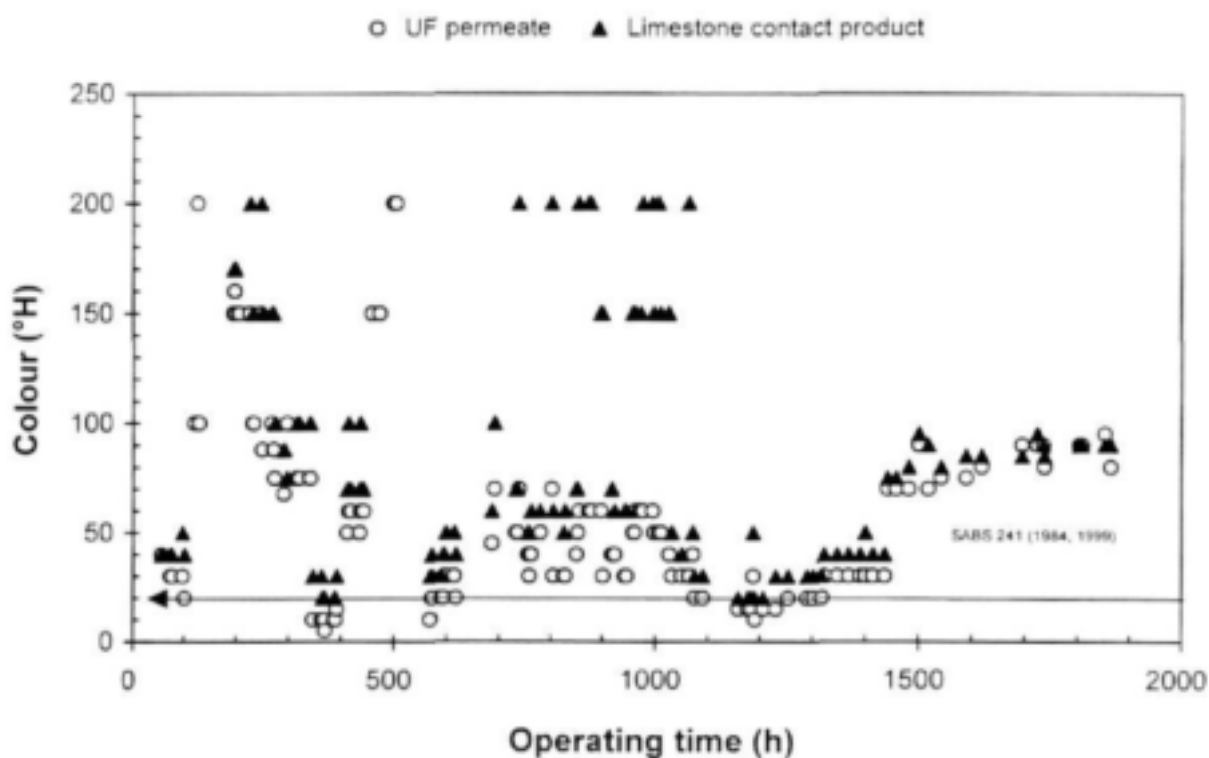 ○ UF permeate ▲ Limestone contact product
250
200
150
100
50
0
Colour (°H)
SABS 241 (1984, 1999)
0 500 1000 1500 2000
Operating time (h)